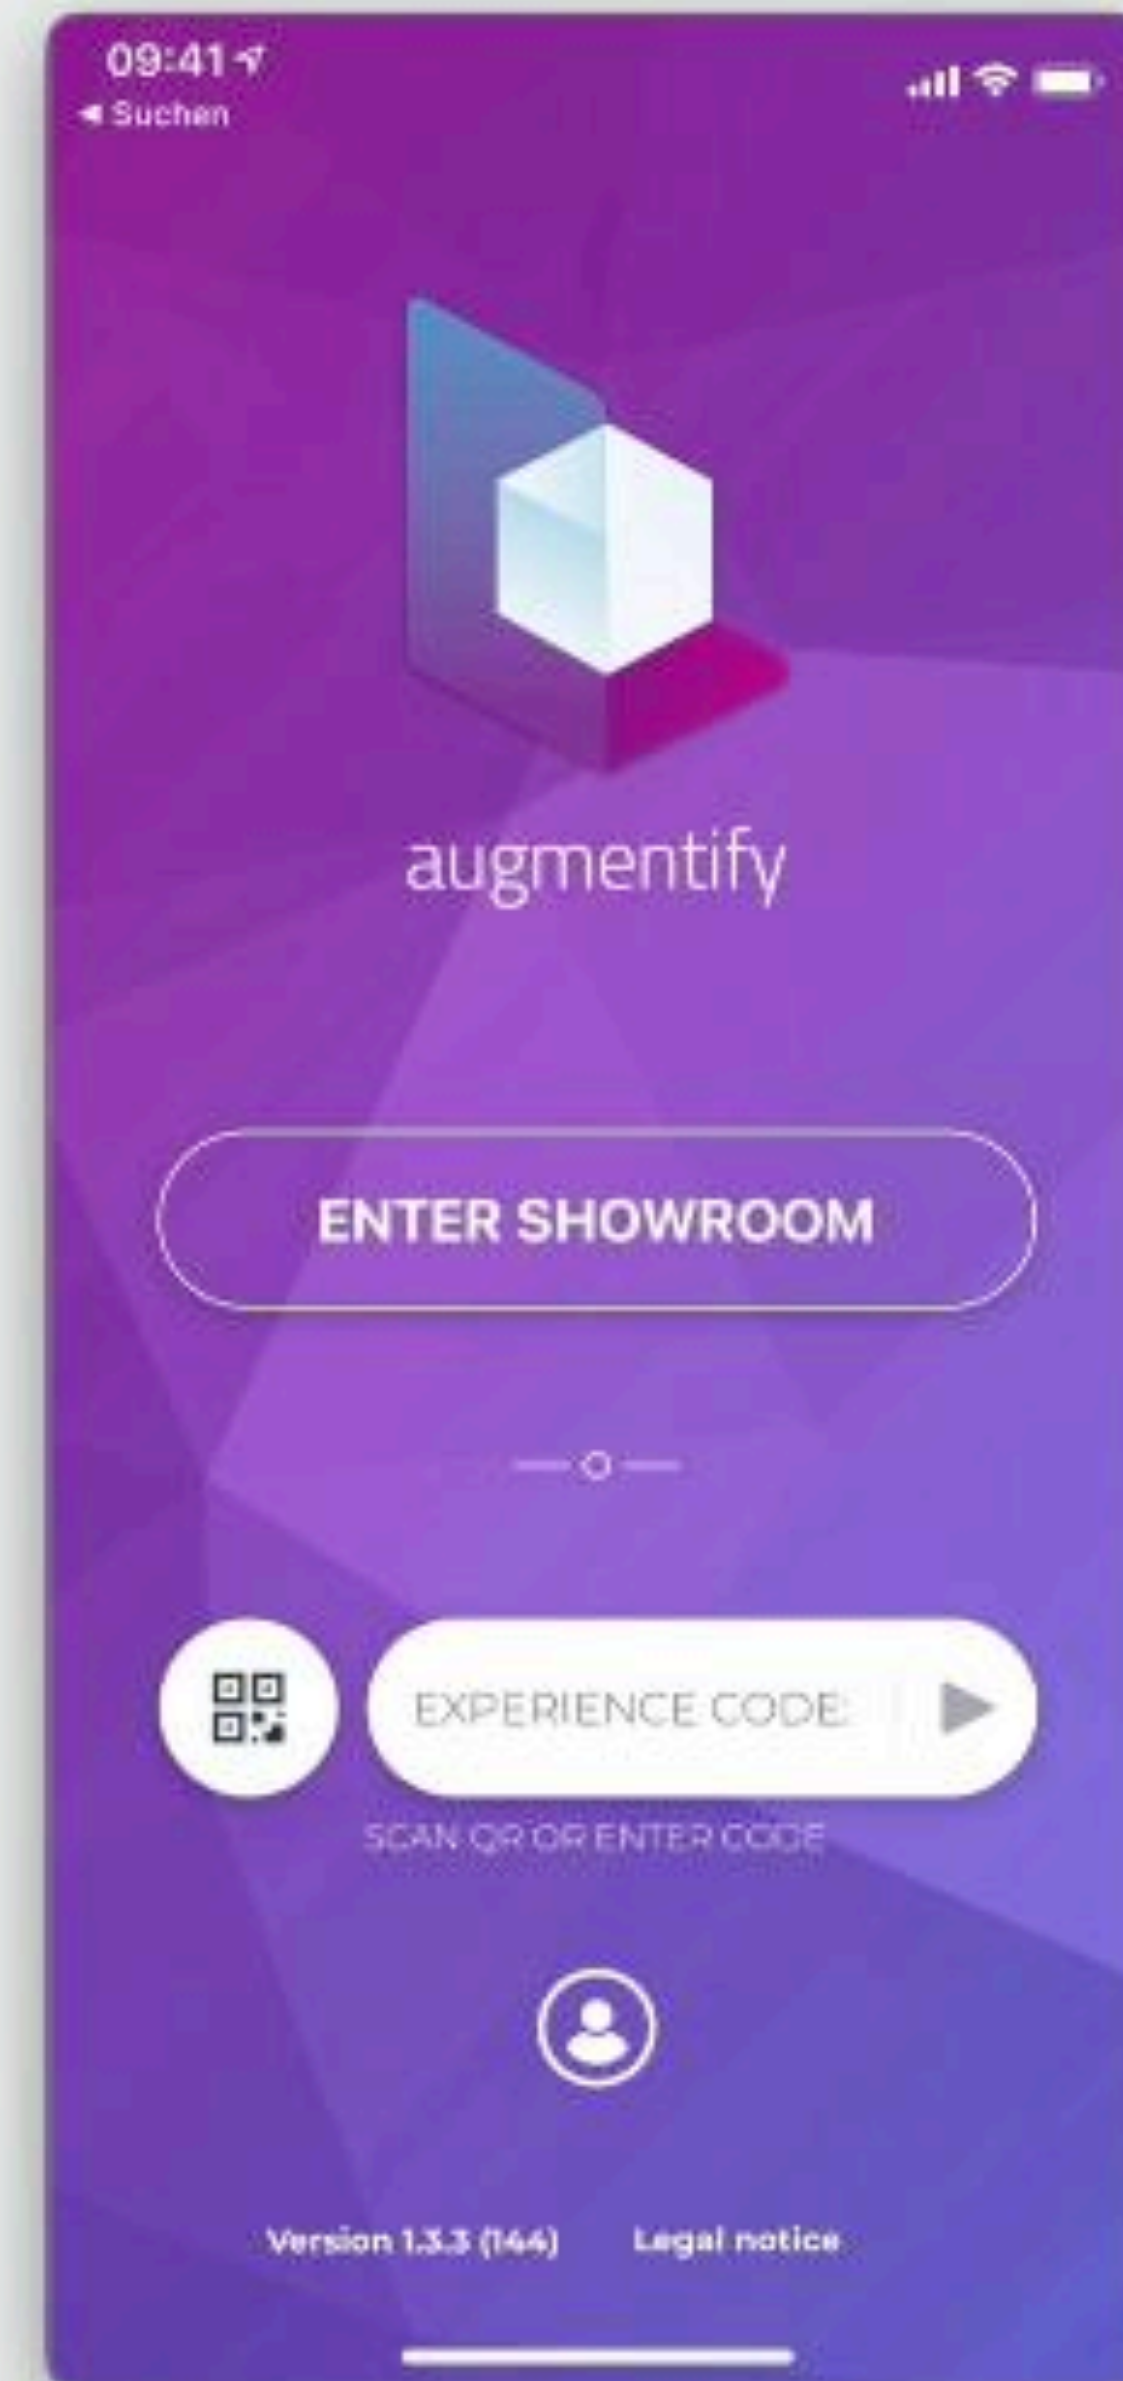 09:41
◀ Suchen
augmentify
ENTER SHOWROOM
EXPERIENCE CODE:
SCAN QR OR ENTER CODE
Version 1.3.3 (144)
Legal notice